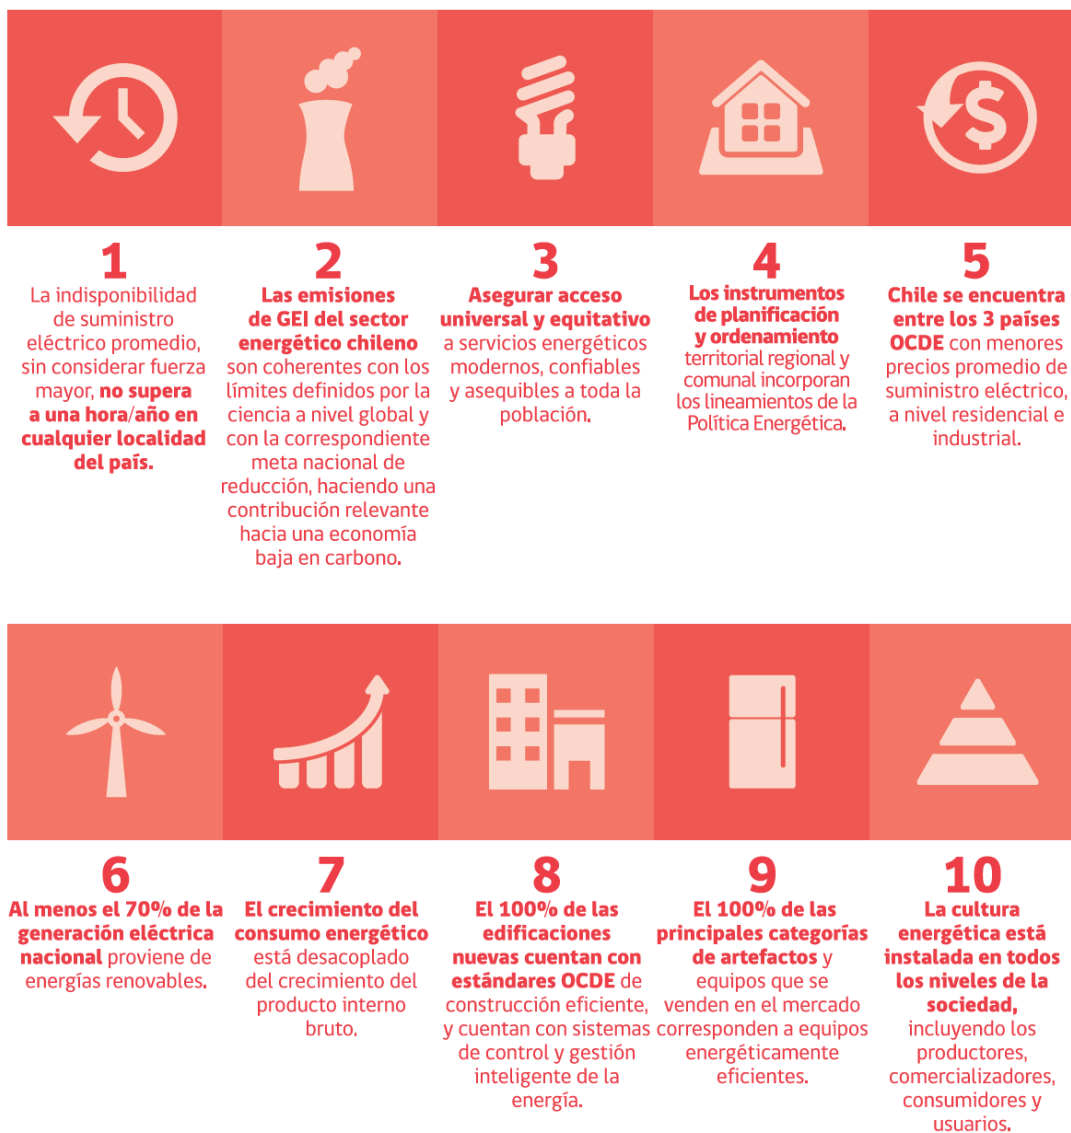 $
1
La indisponibilidad
de suministro
eléctrico promedio,
sin considerar fuerza
mayor, no supera
a una hora/año en
cualquier localidad
del país.
2
Las emisiones
de GEI del sector
energético chileno
son coherentes con los
límites definidos por la
ciencia a nivel global y
con la correspondiente
meta nacional de
reducción, haciendo una
contribución relevante
hacia una economía
baja en carbono.
3
Asegurar acceso
universal y equitativo
a servicios energéticos
modernos, confiables
y asequibles a toda la
población.
4
Los instrumentos
de planificación
y ordenamiento
territorial regional y
comunal incorporan
los lineamientos de la
Política Energética.
5
Chile se encuentra
entre los 3 países
OCDE con menores
precios promedio de
suministro eléctrico,
a nivel residencial e
industrial.
6
Al menos el 70% de la
generación eléctrica
nacional proviene de
energías renovables.
7
El crecimiento del
consumo energético
está desacoplado
del crecimiento del
producto interno
bruto.
8
El 100% de las
edificaciones
nuevas cuentan con
estándares OCDE de
construcción eficiente,
y cuentan con sistemas
de control y gestión
inteligente de la
energía.
9
El 100% de las
principales categorías
de artefactos y
equipos que se
venden en el mercado
corresponden a equipos
energéticamente
eficientes.
10
La cultura
energética está
instalada en todos
los niveles de la
sociedad,
incluyendo los
productores,
comercializadores,
consumidores y
usuarios.